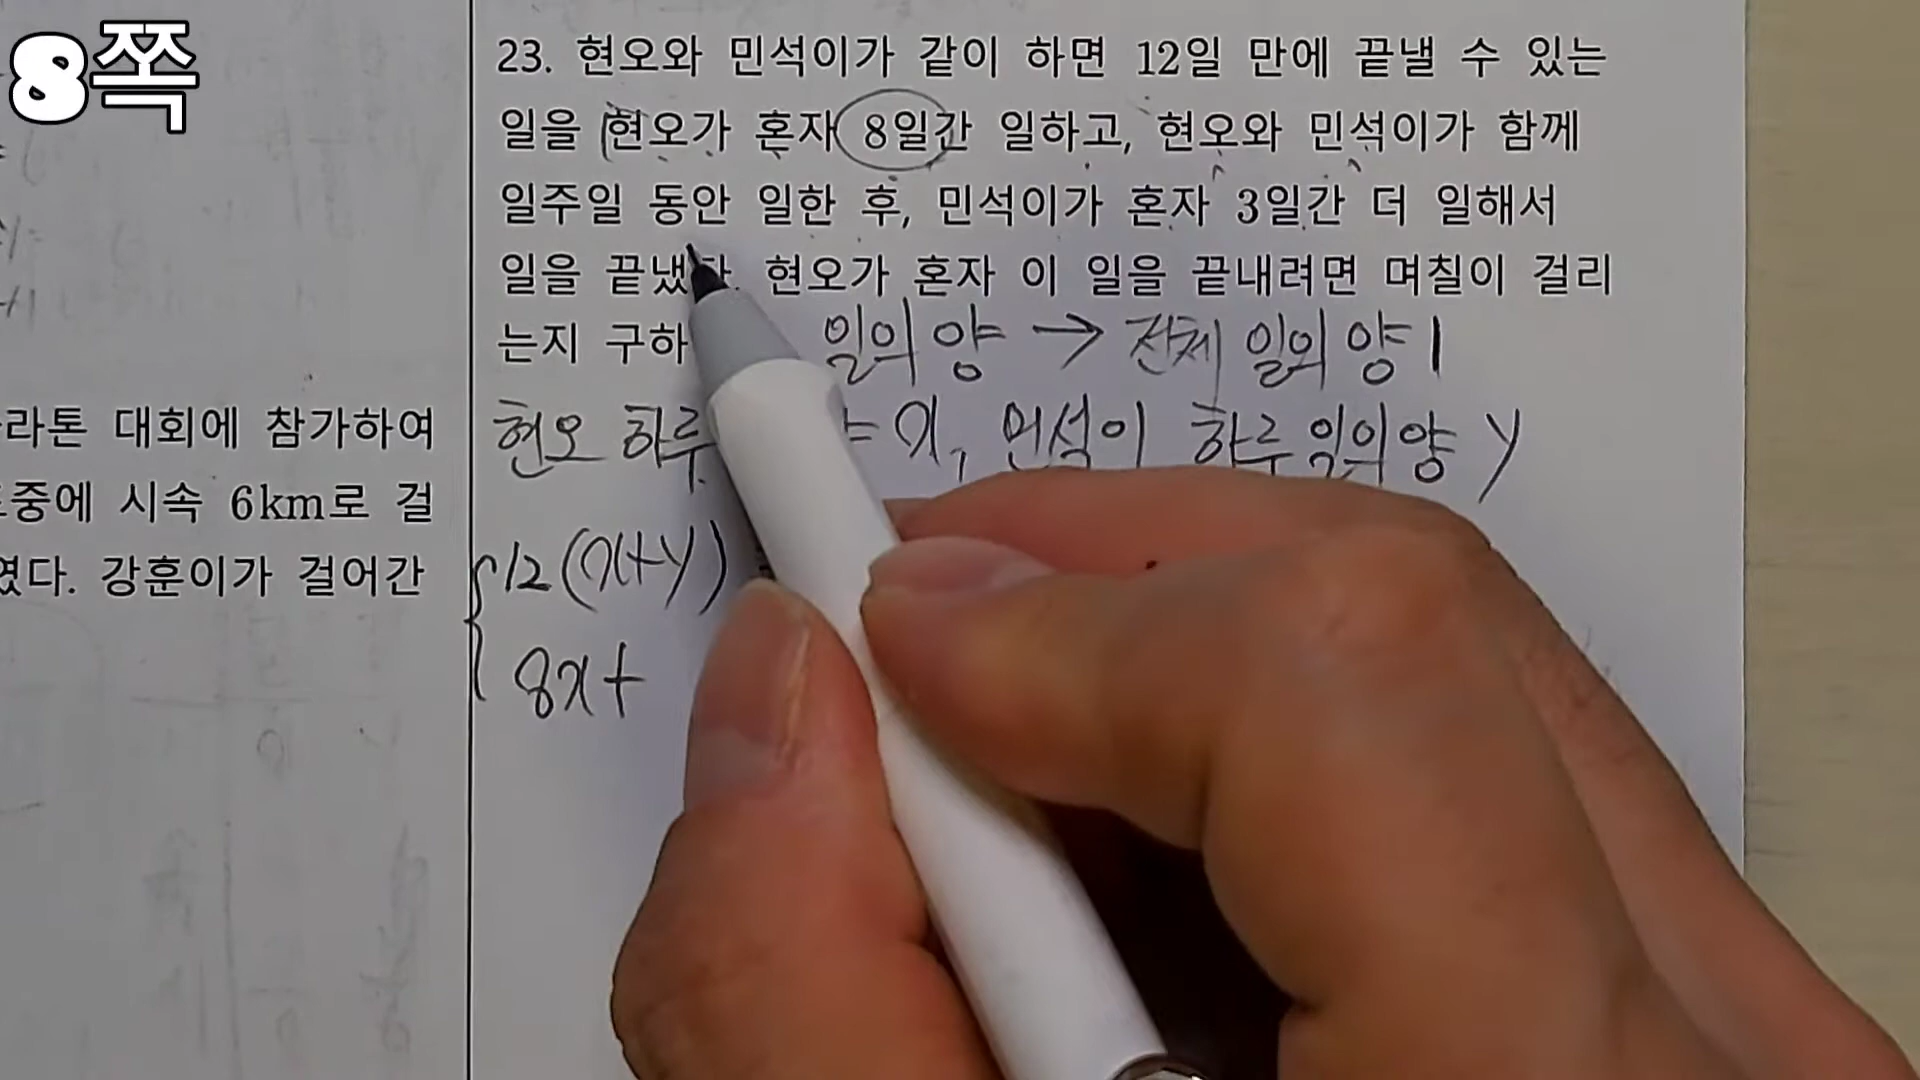 8쪽
23. 현오와 민석이가 같이 하면 12일 만에 끝낼 수 있는
일을 현오가 혼자 8일간 일하고, 현오와 민석이가 함께
일주일 동안 일한 후, 민석이가 혼자 3일간 더 일해서
일을 끝냈다. 현오가 혼자 이 일을 끝내려면 며칠이 걸리
는지 구하
일의 양 → 전체 일의 양 1
현오 하루 = x, 민석이 하루 일의 양 y
12(x+y)
8x+
라톤 대회에 참가하여
중에 시속 6km로 걸
였다. 강훈이가 걸어간